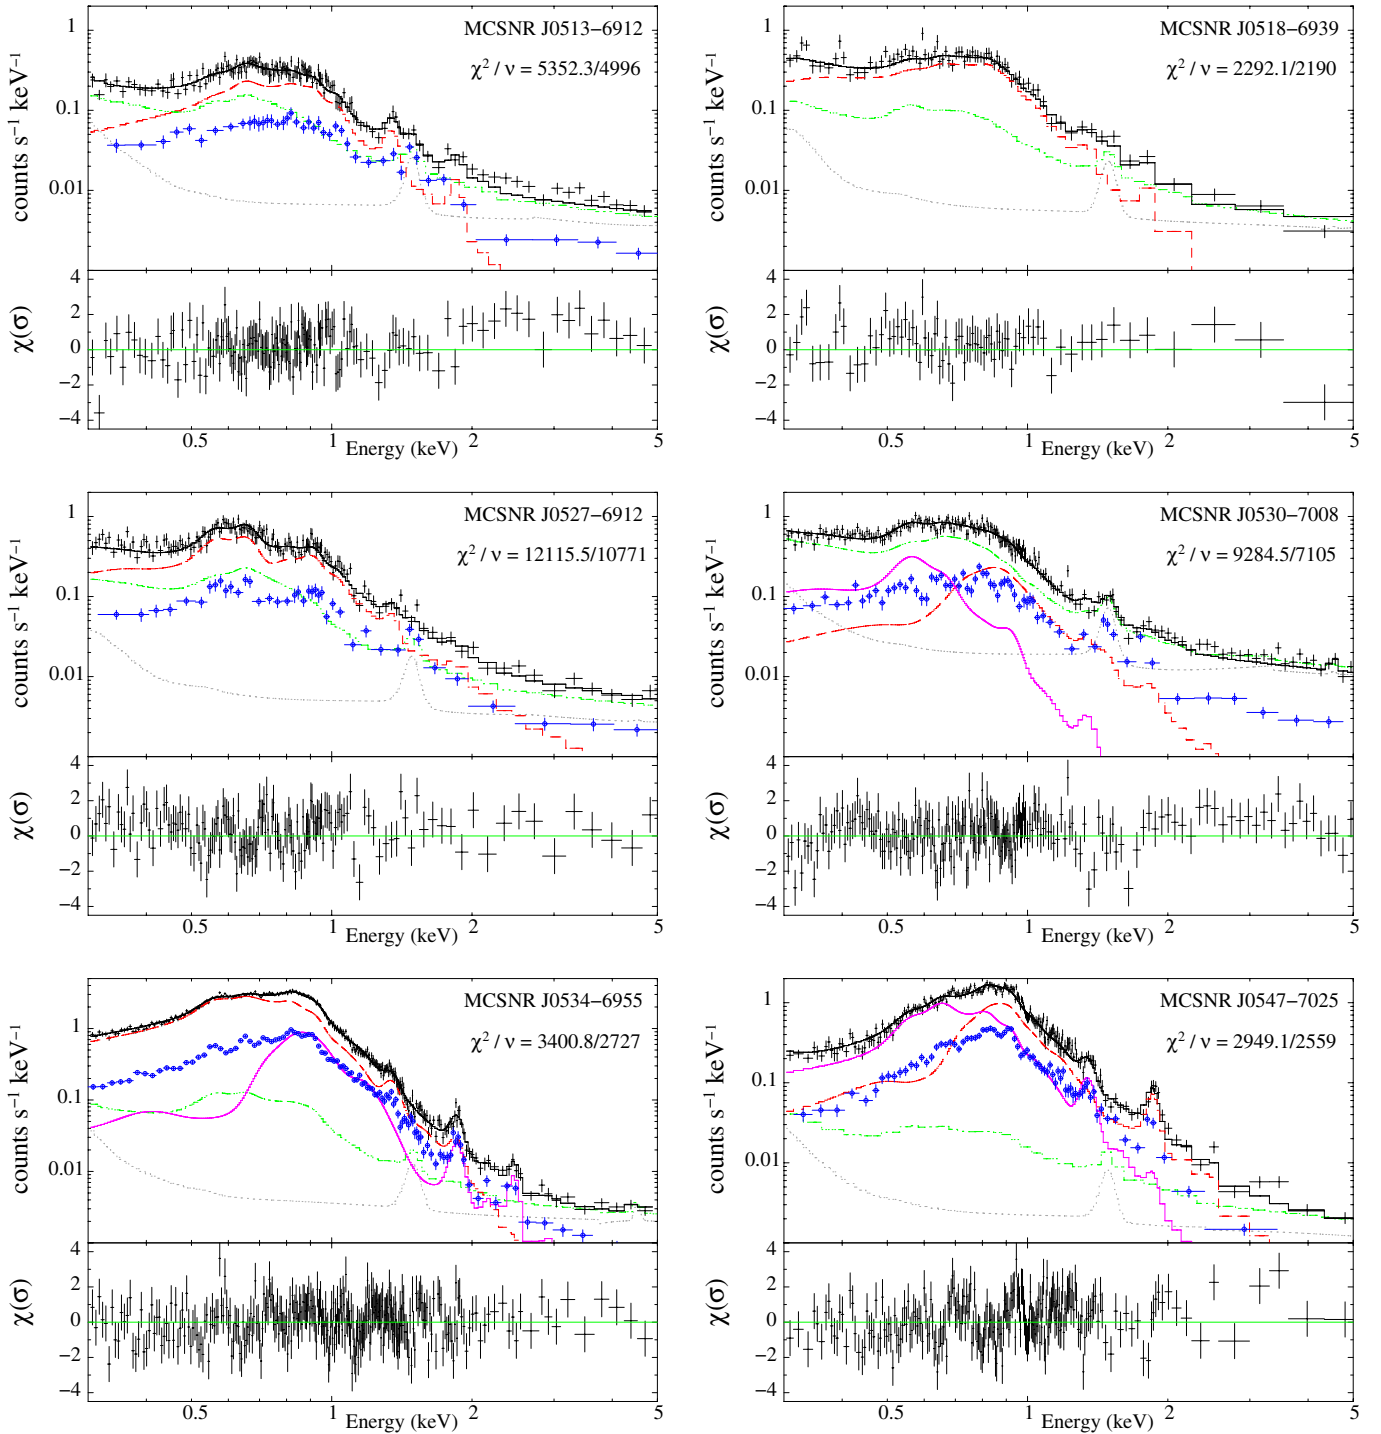 MCSNR J0513−6912
χ² / ν = 5352.3/4996
counts s⁻¹ keV⁻¹
1
0.1
0.01
χ(σ)
4
2
0
−2
−4
0.5 1 2 5
Energy (keV)
MCSNR J0518−6939
χ² / ν = 2292.1/2190
counts s⁻¹ keV⁻¹
1
0.1
0.01
χ(σ)
4
2
0
−2
−4
0.5 1 2 5
Energy (keV)
MCSNR J0527−6912
χ² / ν = 12115.5/10771
counts s⁻¹ keV⁻¹
1
0.1
0.01
χ(σ)
4
2
0
−2
−4
0.5 1 2 5
Energy (keV)
MCSNR J0530−7008
χ² / ν = 9284.5/7105
counts s⁻¹ keV⁻¹
1
0.1
0.01
χ(σ)
4
2
0
−2
−4
0.5 1 2 5
Energy (keV)
MCSNR J0534−6955
χ² / ν = 3400.8/2727
counts s⁻¹ keV⁻¹
1
0.1
0.01
χ(σ)
4
2
0
−2
−4
0.5 1 2 5
Energy (keV)
MCSNR J0547−7025
χ² / ν = 2949.1/2559
counts s⁻¹ keV⁻¹
1
0.1
0.01
χ(σ)
4
2
0
−2
−4
0.5 1 2 5
Energy (keV)